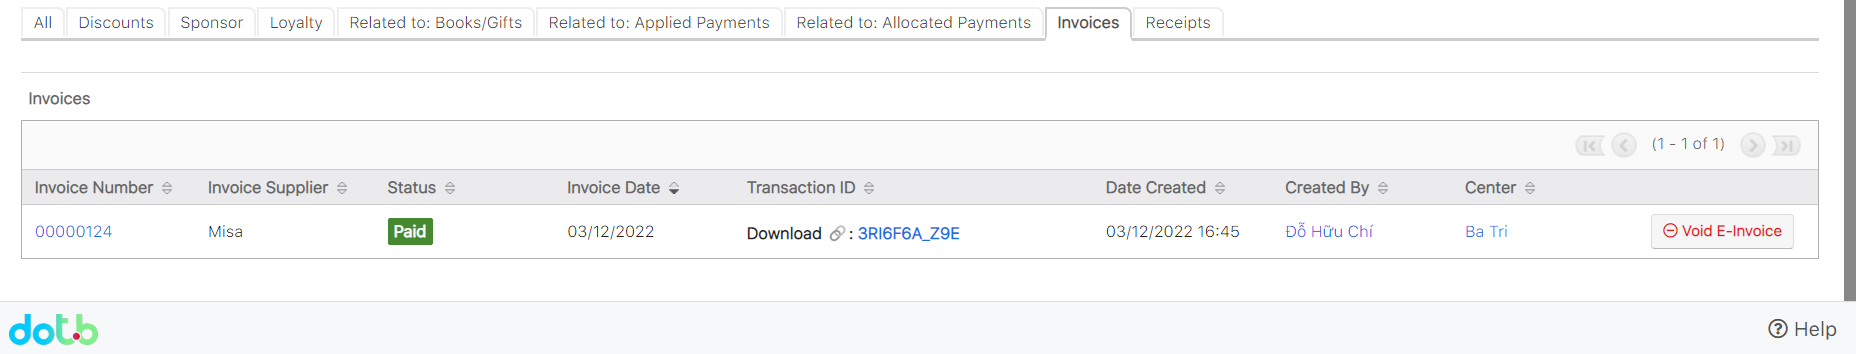 All Discounts Sponsor Loyalty Related to: Books/Gifts Related to: Applied Payments Related to: Allocated Payments Invoices Receipts
Invoices
(1 - 1 of 1)
Invoice Number Invoice Supplier Status Invoice Date Transaction ID Date Created Created By Center
00000124 Misa Paid 03/12/2022 Download : 3RI6F6A_Z9E 03/12/2022 16:45 Đỗ Hữu Chí Ba Tri Void E-Invoice
dot.b Help